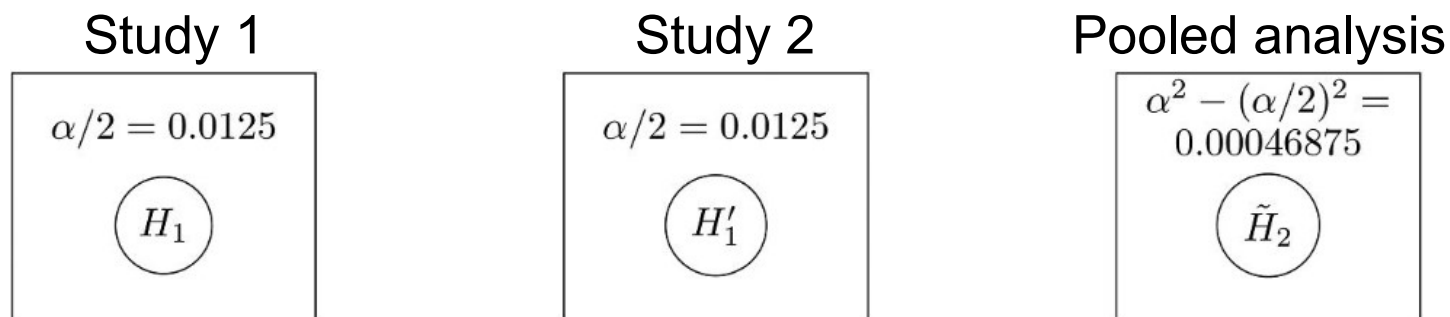 Study 1
α/2 = 0.0125
H₁
Study 2
α/2 = 0.0125
H₁′
Pooled analysis
α² − (α/2)² =
0.00046875
H̃₂